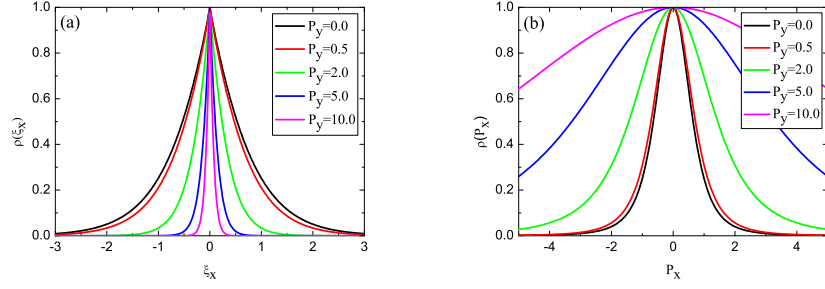 (a)
P_y=0.0
P_y=0.5
P_y=2.0
P_y=5.0
P_y=10.0
1.0
0.8
0.6
0.4
0.2
0.0
ρ(ξ_x)
-3 -2 -1 0 1 2 3
ξ_x
(b)
P_y=0.0
P_y=0.5
P_y=2.0
P_y=5.0
P_y=10.0
1.0
0.8
0.6
0.4
0.2
0.0
ρ(P_x)
-4 -2 0 2 4
P_x